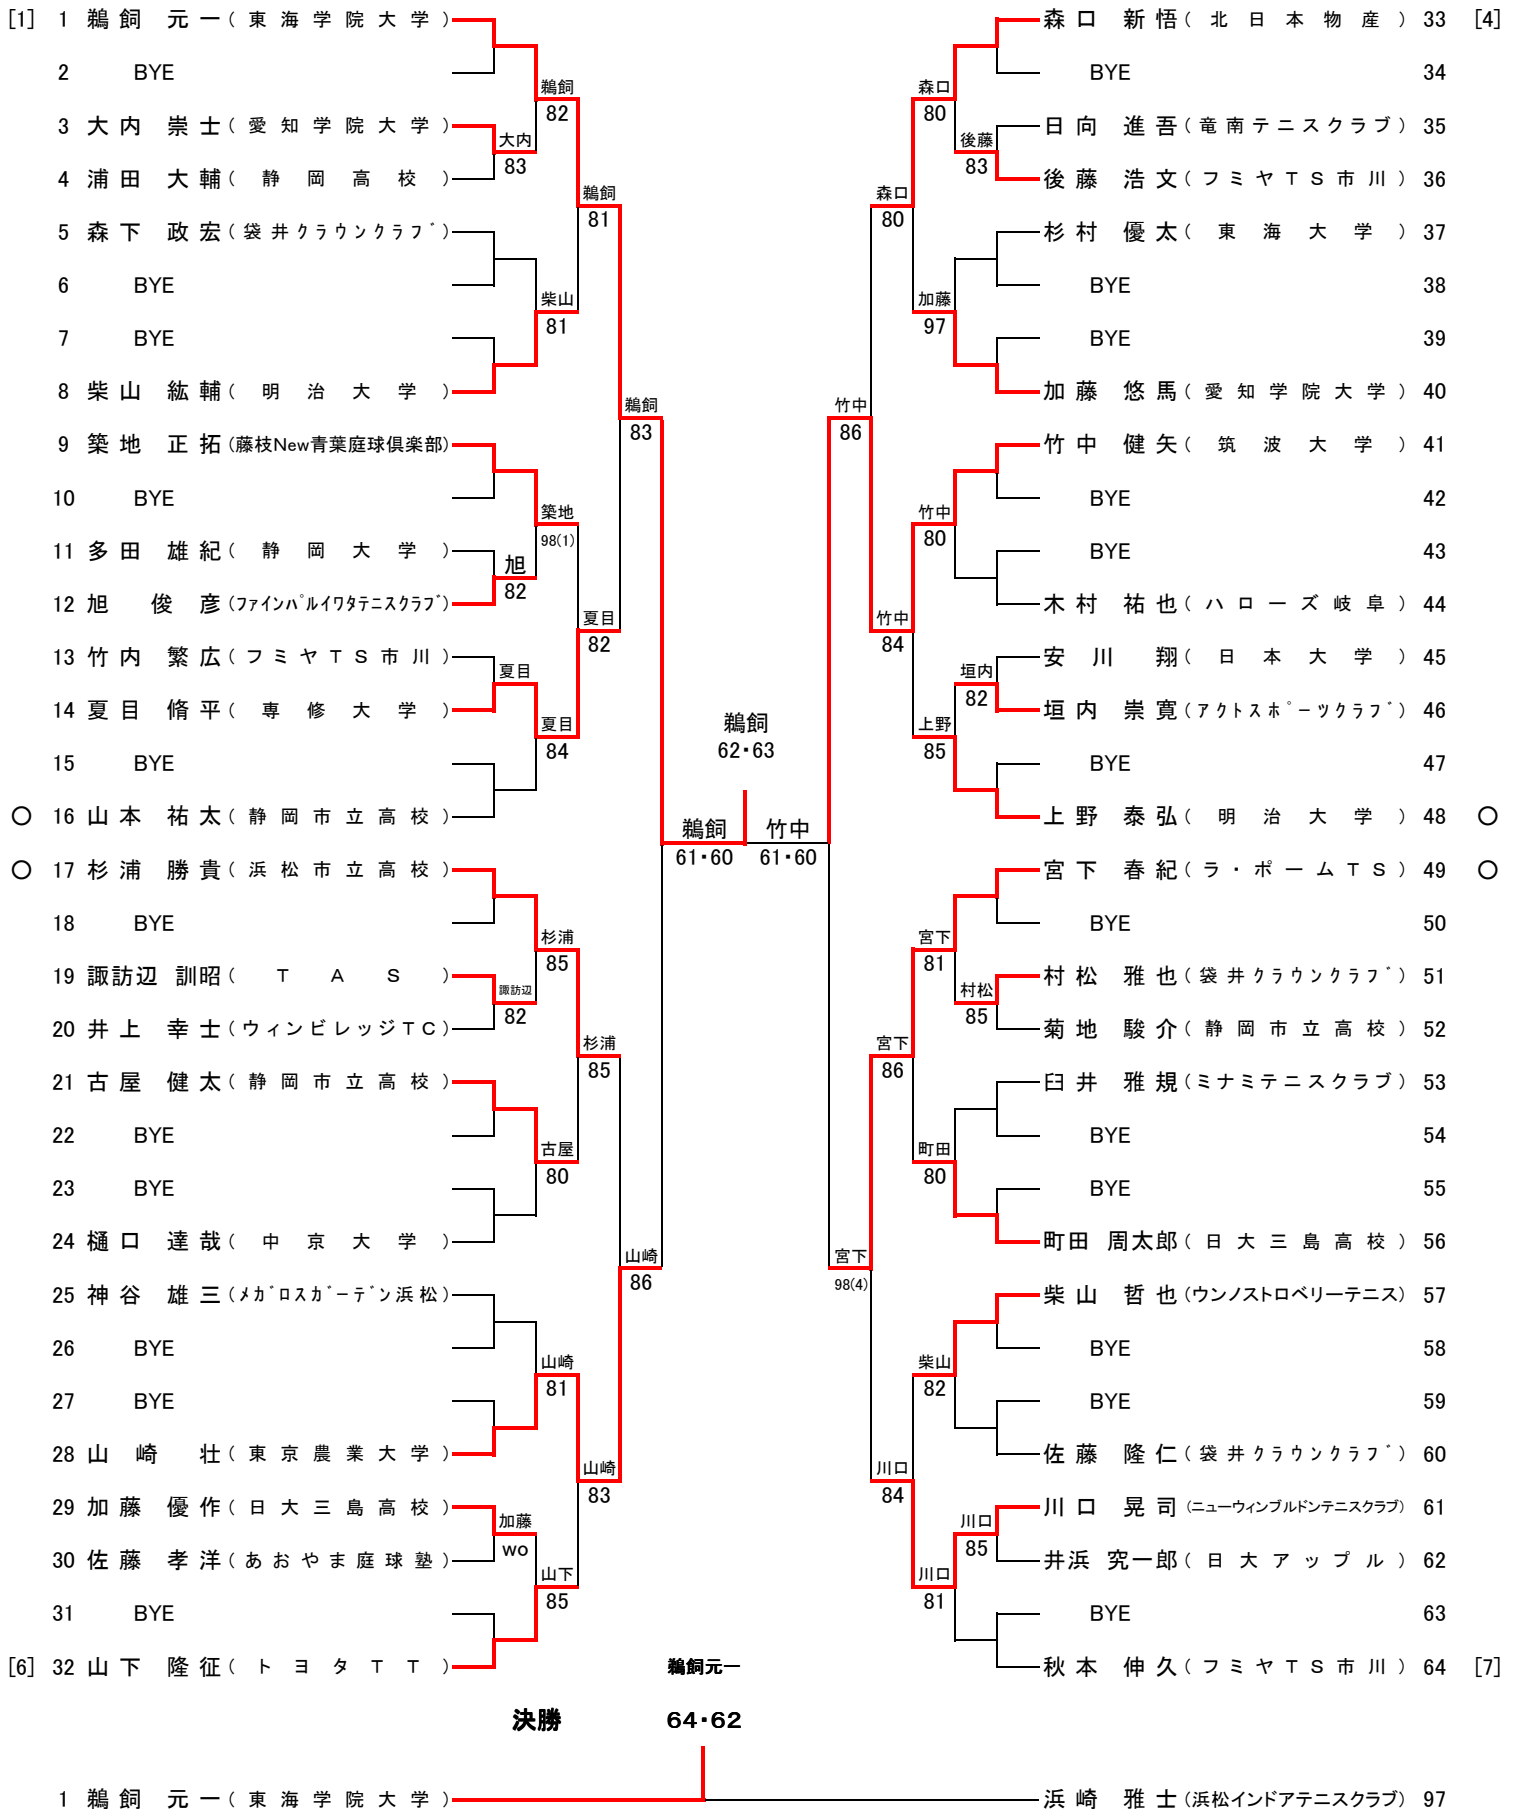 [1] 1 鵜飼 元一(東海学院大学)
2 BYE
鵜飼
82
3 大内 崇士(愛知学院大学)
大内
83
4 浦田 大輔(静岡高校)
鵜飼
81
5 森下 政宏(袋井クラウンクラブ)
6 BYE
柴山
81
7 BYE
8 柴山 紘輔(明治大学)
鵜飼
83
9 築地 正拓(藤枝New青葉庭球倶楽部)
10 BYE
築地
98(1)
11 多田 雄紀(静岡大学)
旭
82
12 旭 俊彦(ファインパルイワタテニスクラブ)
夏目
82
13 竹内 繁広(フミヤTS市川)
夏目
14 夏目 脩平(専修大学)
夏目
84
15 BYE
○ 16 山本 祐太(静岡市立高校)
鵜飼
61・60
○ 17 杉浦 勝貴(浜松市立高校)
18 BYE
杉浦
85
19 諏訪辺 訓昭(TAS)
諏訪辺
82
20 井上 幸士(ウィンビレッジTC)
杉浦
85
21 古屋 健太(静岡市立高校)
22 BYE
古屋
80
23 BYE
24 樋口 達哉(中京大学)
山崎
86
25 神谷 雄三(メガロスガーデン浜松)
26 BYE
山崎
81
27 BYE
28 山崎 壮(東京農業大学)
山崎
83
29 加藤 優作(日大三島高校)
加藤
wo
30 佐藤 孝洋(あおやま庭球塾)
山下
85
31 BYE
[6] 32 山下 隆征(トヨタTT)
鵜飼
62・63
森口 新悟(北日本物産) 33 [4]
BYE 34
森口
80
日向 進吾(竜南テニスクラブ) 35
後藤
83
後藤 浩文(フミヤTS市川) 36
森口
80
杉村 優太(東海大学) 37
BYE 38
加藤
97
BYE 39
加藤 悠馬(愛知学院大学) 40
竹中
86
竹中 健矢(筑波大学) 41
BYE 42
竹中
80
BYE 43
木村 祐也(ハローズ岐阜) 44
竹中
84
安川 翔(日本大学) 45
垣内
82
垣内 崇寛(アクトスポーツクラブ) 46
上野
85
BYE 47
上野 泰弘(明治大学) 48 ○
竹中
61・60
宮下 春紀(ラ・ポームTS) 49 ○
BYE 50
宮下
81
村松 雅也(袋井クラウンクラブ) 51
村松
85
菊地 駿介(静岡市立高校) 52
宮下
86
臼井 雅規(ミナミテニスクラブ) 53
BYE 54
町田
80
BYE 55
町田 周太郎(日大三島高校) 56
宮下
98(4)
柴山 哲也(ウンノストロベリーテニス) 57
BYE 58
柴山
82
BYE 59
佐藤 隆仁(袋井クラウンクラブ) 60
川口
84
川口 晃司(ニューウィンブルドンテニスクラブ) 61
川口
85
井浜 究一郎(日大アップル) 62
川口
81
BYE 63
秋本 伸久(フミヤTS市川) 64 [7]
鵜飼元一
決勝 64・62
1 鵜飼 元一(東海学院大学)
浜崎 雅士(浜松インドアテニスクラブ) 97